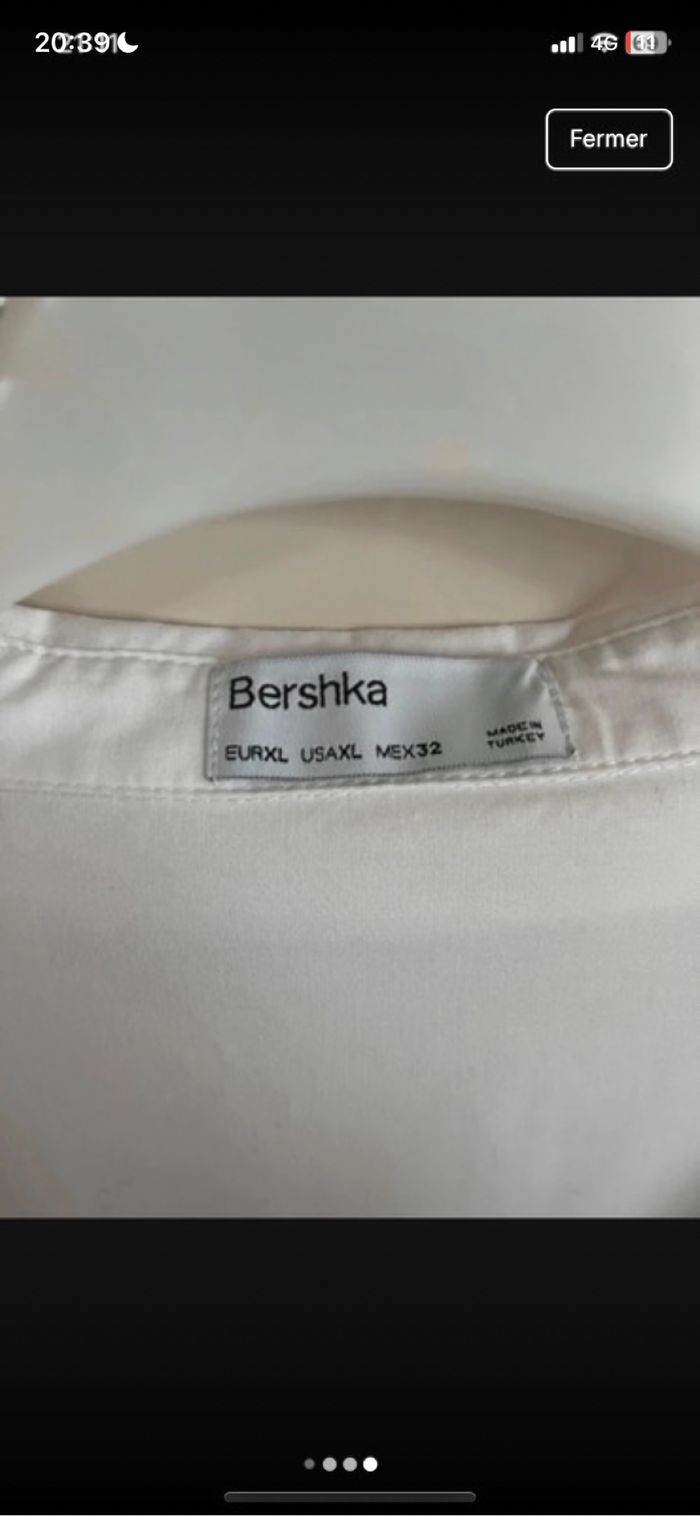 20:39
4G
Fermer
Bershka
EURXL USAXL MEX32
MADE IN
TURKEY